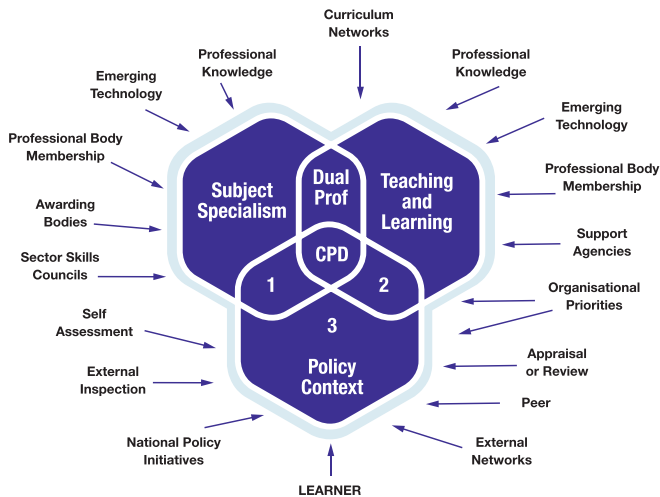 Curriculum
Networks
Professional
Knowledge
Professional
Knowledge
Emerging
Technology
Emerging
Technology
Professional Body
Membership
Professional Body
Membership
Awarding
Bodies
Support
Agencies
Sector Skills
Councils
Organisational
Priorities
Self
Assessment
External
Inspection
Appraisal
or Review
Peer
National Policy
Initiatives
External
Networks
LEARNER
Subject
Specialism
Dual
Prof
Teaching
and
Learning
CPD
1
2
3
Policy
Context